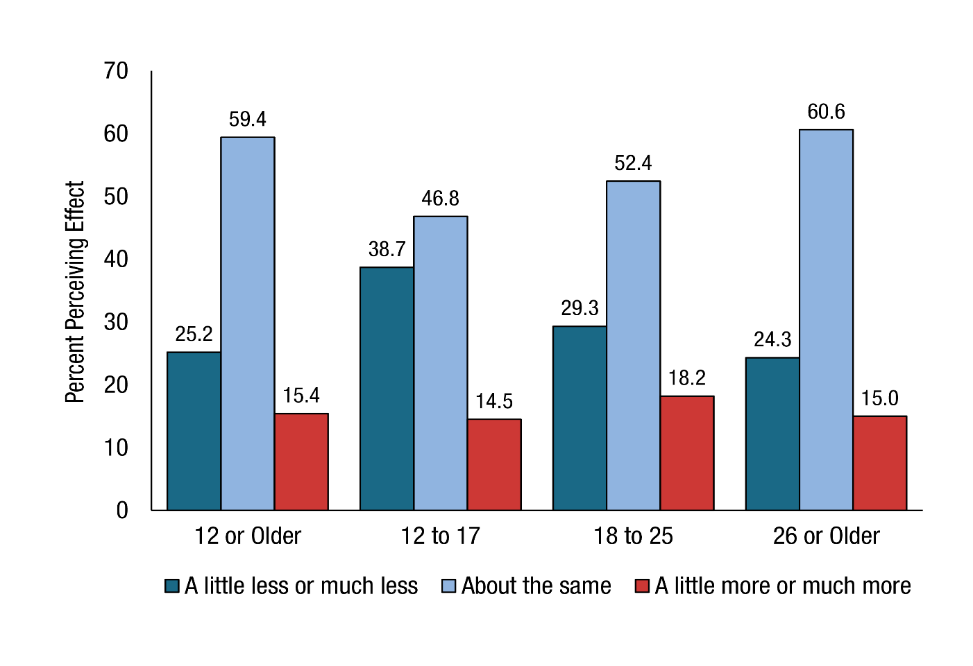 Percent Perceiving Effect
70
60
50
40
30
20
10
0
25.2
59.4
15.4
38.7
46.8
14.5
29.3
52.4
18.2
24.3
60.6
15.0
12 or Older
12 to 17
18 to 25
26 or Older
A little less or much less
About the same
A little more or much more